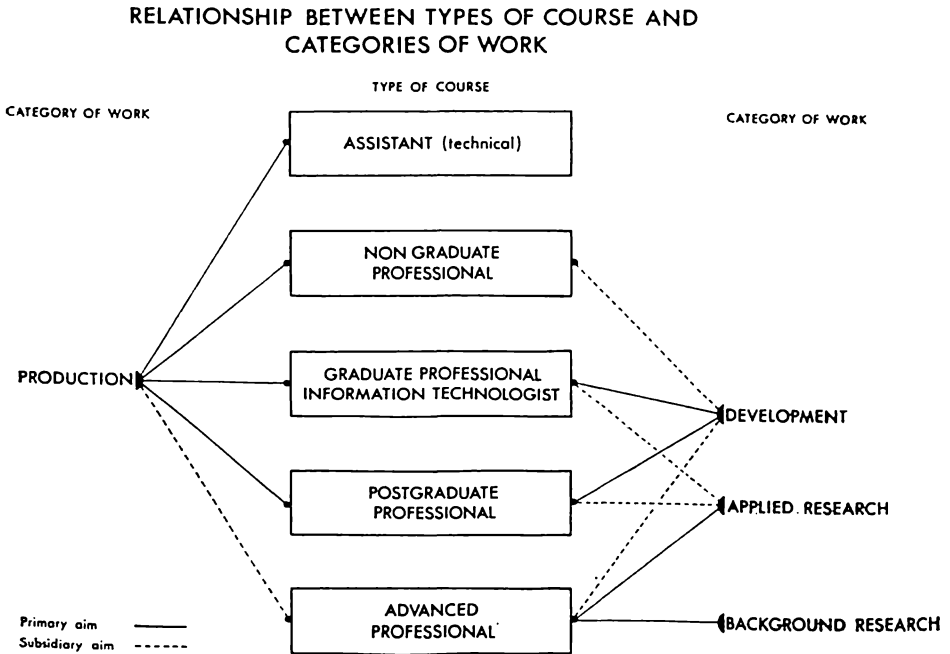 RELATIONSHIP BETWEEN TYPES OF COURSE AND
CATEGORIES OF WORK
TYPE OF COURSE
CATEGORY OF WORK
CATEGORY OF WORK
ASSISTANT (technical)
NON GRADUATE
PROFESSIONAL
PRODUCTION
GRADUATE PROFESSIONAL
INFORMATION TECHNOLOGIST
DEVELOPMENT
POSTGRADUATE
PROFESSIONAL
APPLIED. RESEARCH
ADVANCED
PROFESSIONAL
BACKGROUND RESEARCH
Primary aim
Subsidiary aim